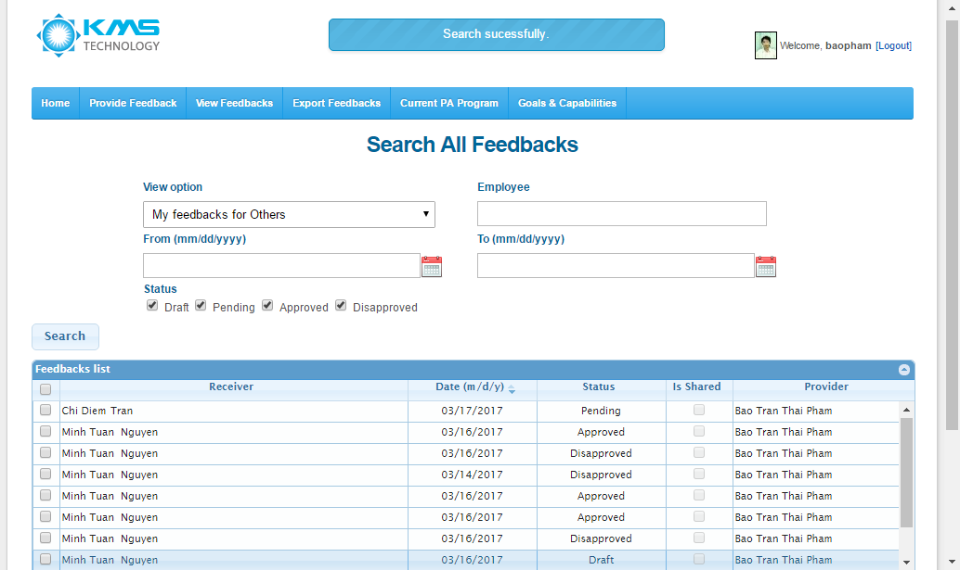 KMS
TECHNOLOGY
Search sucessfully.
Welcome, baopham [Logout]
Home Provide Feedback View Feedbacks Export Feedbacks Current PA Program Goals & Capabilities
Search All Feedbacks
View option Employee
My feedbacks for Others
From (mm/dd/yyyy) To (mm/dd/yyyy)
Status
Draft Pending Approved Disapproved
Search
Feedbacks list
Receiver Date (m/d/y) Status Is Shared Provider
Chi Diem Tran 03/17/2017 Pending Bao Tran Thai Pham
Minh Tuan Nguyen 03/16/2017 Approved Bao Tran Thai Pham
Minh Tuan Nguyen 03/16/2017 Disapproved Bao Tran Thai Pham
Minh Tuan Nguyen 03/14/2017 Disapproved Bao Tran Thai Pham
Minh Tuan Nguyen 03/16/2017 Approved Bao Tran Thai Pham
Minh Tuan Nguyen 03/16/2017 Approved Bao Tran Thai Pham
Minh Tuan Nguyen 03/16/2017 Disapproved Bao Tran Thai Pham
Minh Tuan Nguyen 03/16/2017 Draft Bao Tran Thai Pham